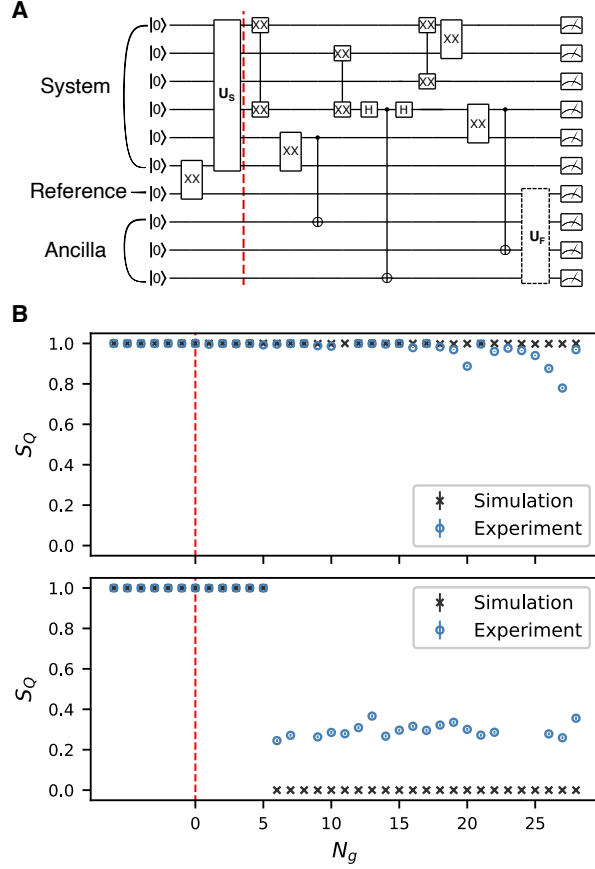 A
System
Reference
Ancilla
|0⟩
|0⟩
|0⟩
|0⟩
|0⟩
|0⟩
|0⟩
|0⟩
|0⟩
|0⟩
XX
U_S
XX
XX
XX
XX
XX
H
H
XX
XX
XX
XX
U_F
B
1.0
0.8
0.6
0.4
0.2
0.0
S_Q
Simulation
Experiment
1.0
0.8
0.6
0.4
0.2
0.0
S_Q
Simulation
Experiment
0 5 10 15 20 25
N_g